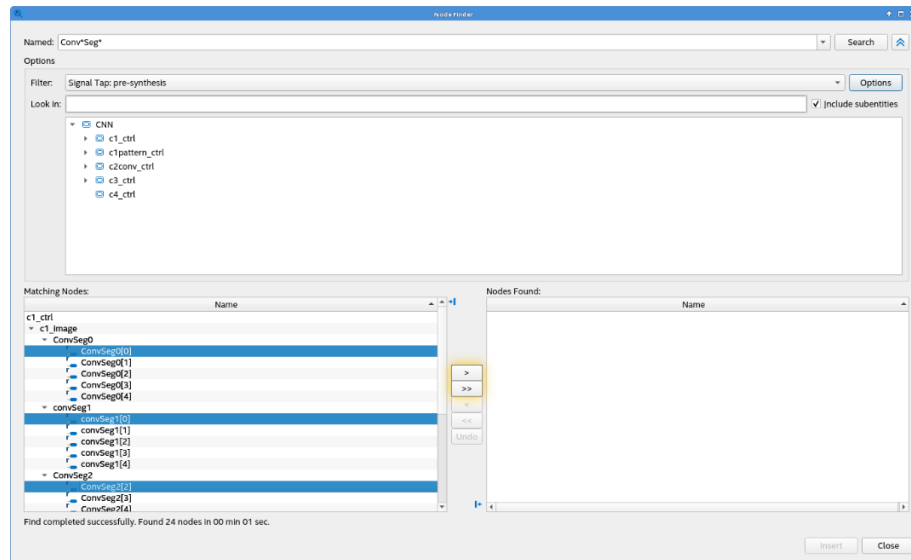 Node Finder
Named: Conv*Seg*
Search
Options
Filter: Signal Tap: pre-synthesis
Options
Look in:
Include subentities
CNN
c1_ctrl
c1pattern_ctrl
c2conv_ctrl
c3_ctrl
c4_ctrl
Matching Nodes:
Name
c1_ctrl
c1_image
ConvSeg0
ConvSeg0[0]
ConvSeg0[1]
ConvSeg0[2]
ConvSeg0[3]
ConvSeg0[4]
convSeg1
convSeg1[0]
convSeg1[1]
convSeg1[2]
convSeg1[3]
convSeg1[4]
ConvSeg2
ConvSeg2[2]
ConvSeg2[3]
ConvSeg2[4]
>
>>
<
<<
Undo
Nodes Found:
Name
Find completed successfully. Found 24 nodes in 00 min 01 sec.
Insert
Close